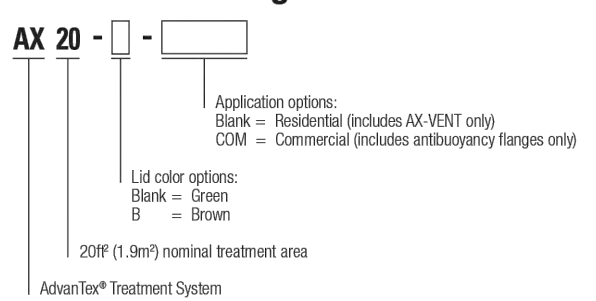 AX 20 - -
Application options:
Blank = Residential (includes AX-VENT only)
COM = Commercial (includes antibuoyancy flanges only)
Lid color options:
Blank = Green
B = Brown
20ft² (1.9m²) nominal treatment area
AdvanTex® Treatment System